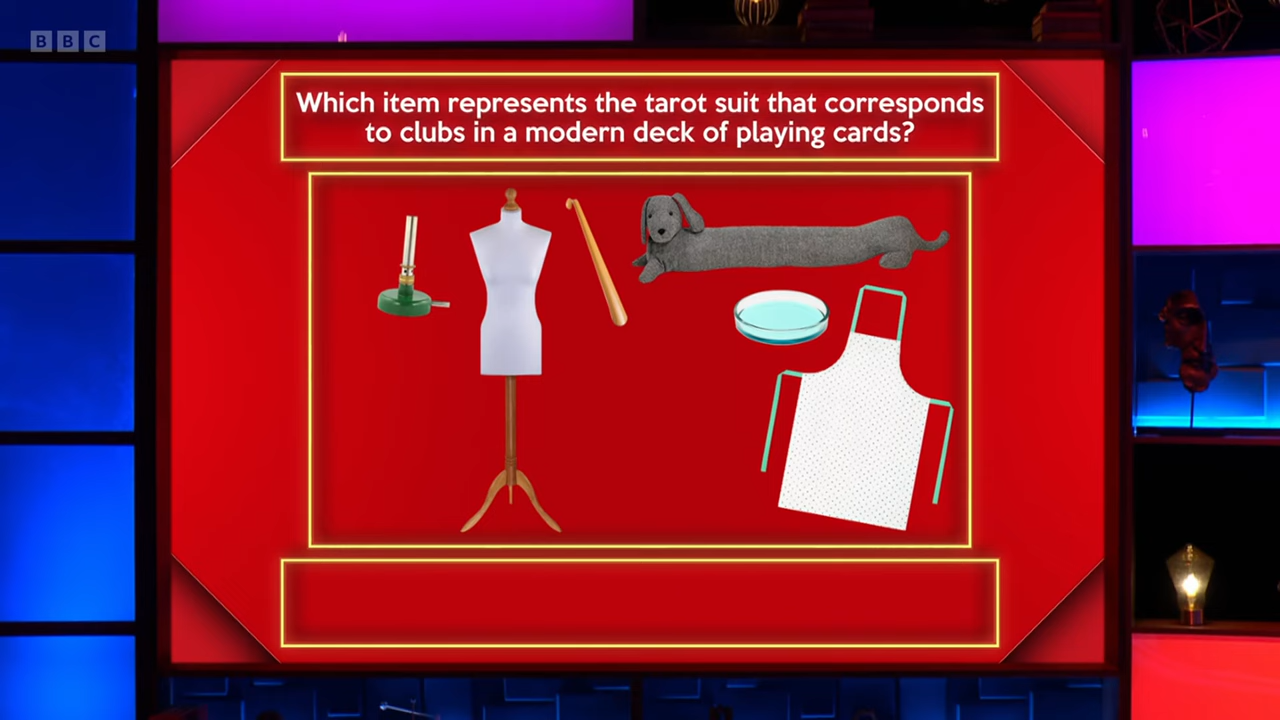 BBC
Which item represents the tarot suit that corresponds
to clubs in a modern deck of playing cards?